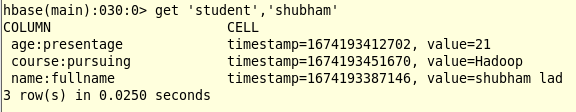 hbase(main):030:0> get 'student','shubham'
COLUMN                     CELL
 age:presentage            timestamp=1674193412702, value=21
 course:pursuing           timestamp=1674193451670, value=Hadoop
 name:fullname             timestamp=1674193387146, value=shubham lad
3 row(s) in 0.0250 seconds